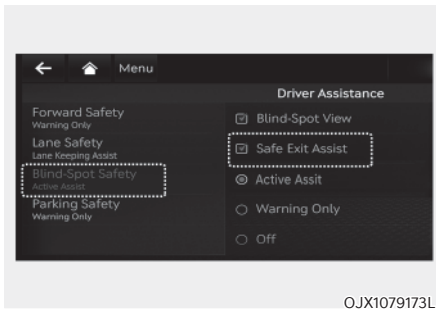 Menu
Driver Assistance
Forward Safety
Warning Only
Lane Safety
Lane Keeping Assist
Blind-Spot Safety
Active Assist
Parking Safety
Warning Only
Blind-Spot View
Safe Exit Assist
Active Assit
Warning Only
Off
OJX1079173L